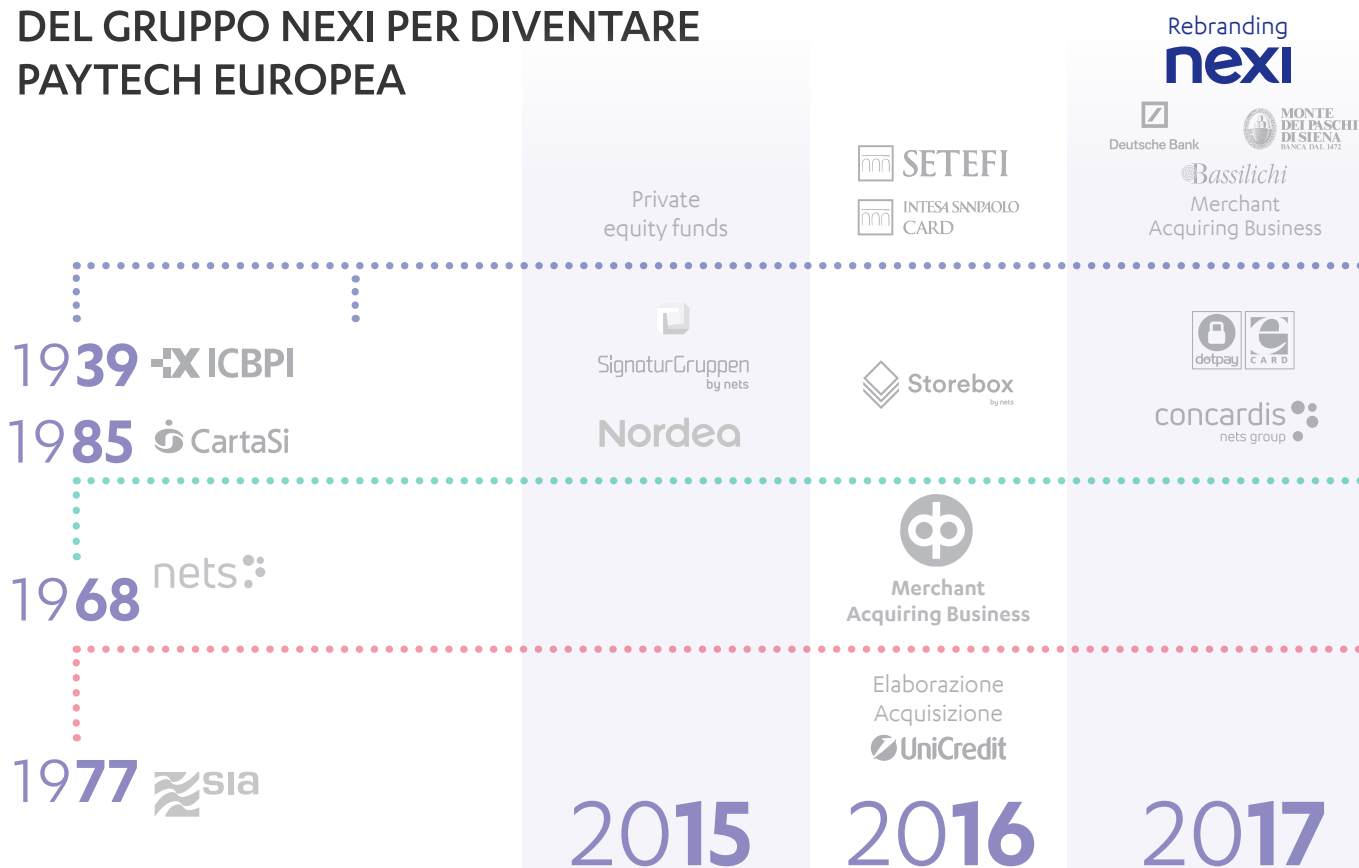 DEL GRUPPO NEXI PER DIVENTARE
PAYTECH EUROPEA
Rebranding
nexi
Deutsche Bank
MONTE
DEI PASCHI
DI SIENA
BANCA DAL 1472
Bassilichi
Merchant
Acquiring Business
SETEFI
INTESA SANPAOLO
CARD
Private
equity funds
1939 ICBPI
1985 CartaSi
SignaturGruppen
by nets
Nordea
Storebox
by nets
dotpay
e
CARD
concardis
nets group
1968 nets
op
Merchant
Acquiring Business
1977 sia
Elaborazione
Acquisizione
UniCredit
2015
2016
2017